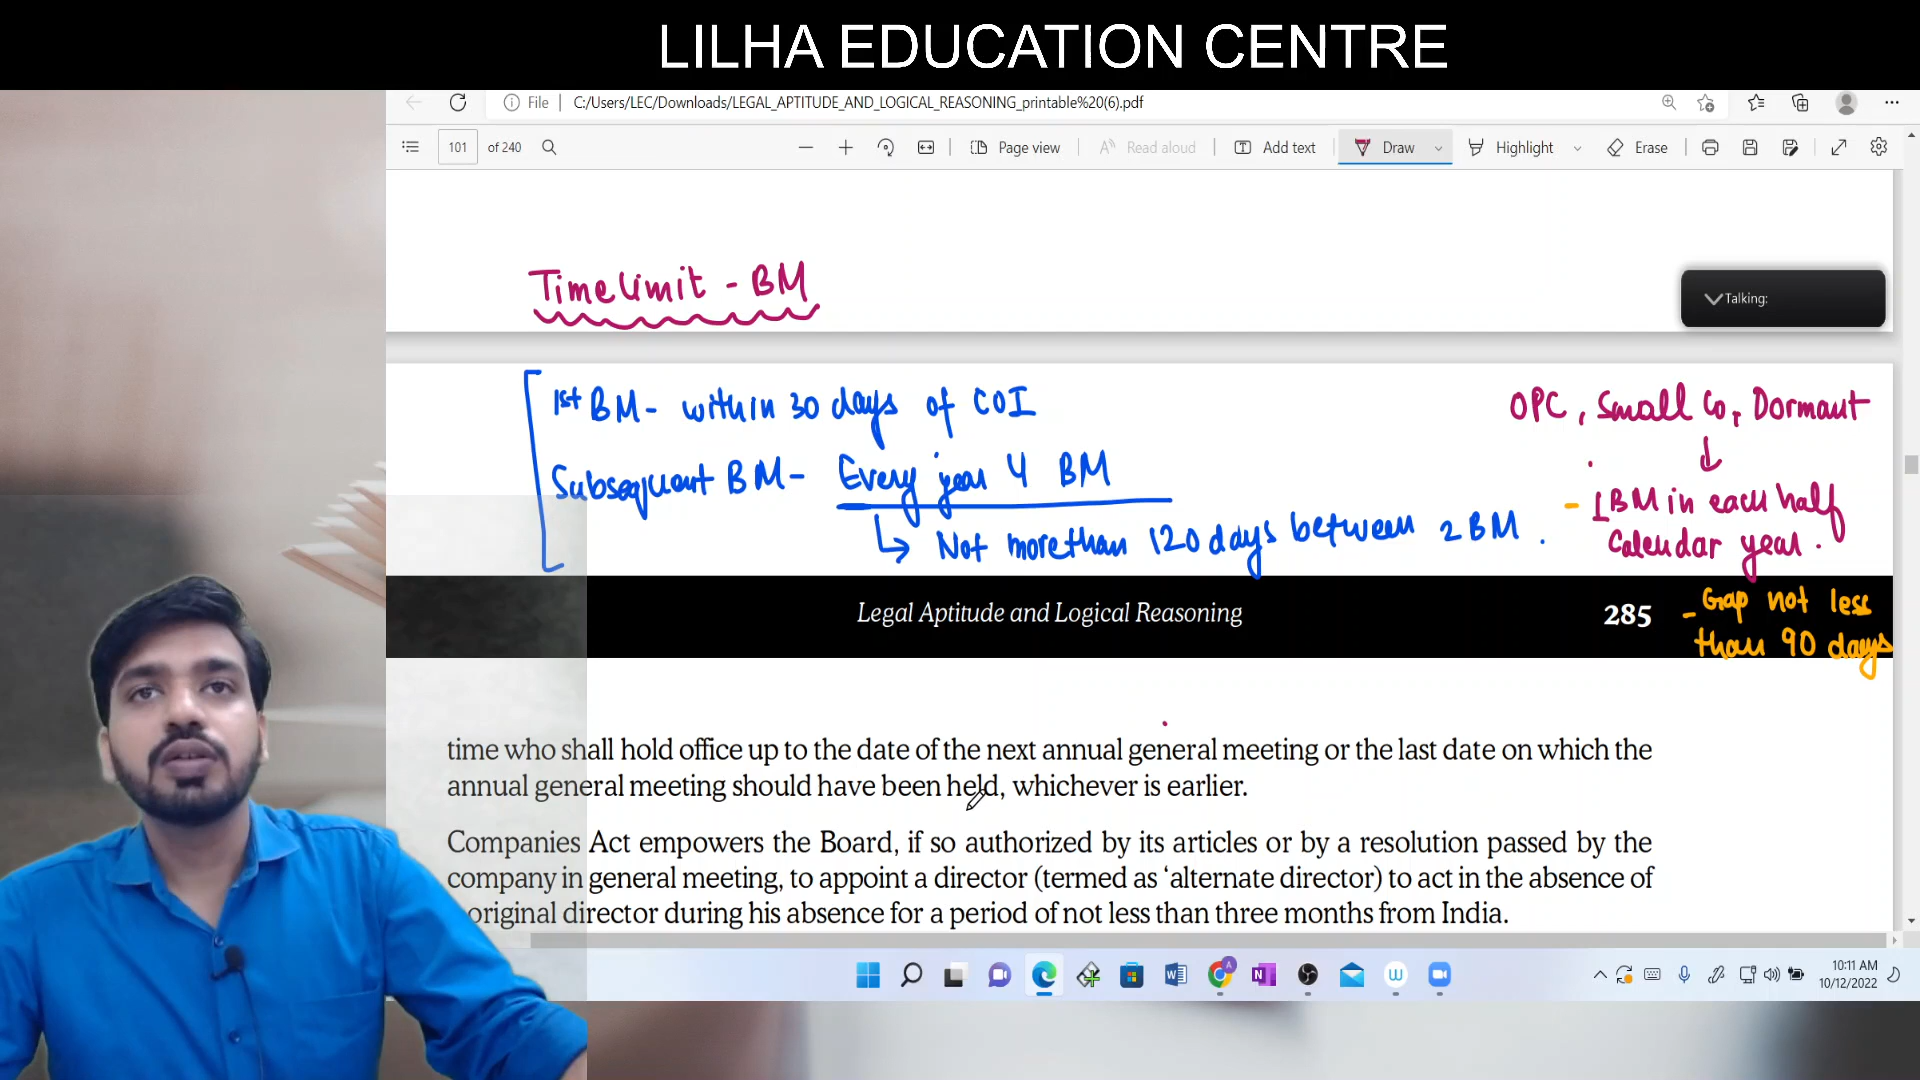 LILHA EDUCATION CENTRE
File | C:/Users/LEC/Downloads/LEGAL_APTITUDE_AND_LOGICAL_REASONING_printable%20(6).pdf
101 of 240 Page view Read aloud Add text Draw Highlight Erase
Time limit - BM
Talking:
1st BM - within 30 days of COI
Subsequent BM - Every year 4 BM
Not more than 120 days between 2 BM.
OPC, Small Co, Dormant
- 1 BM in each half
Calendar year.
Legal Aptitude and Logical Reasoning 285
- Gap not less
than 90 days
time who shall hold office up to the date of the next annual general meeting or the last date on which the
annual general meeting should have been held, whichever is earlier.
Companies Act empowers the Board, if so authorized by its articles or by a resolution passed by the
company in general meeting, to appoint a director (termed as ‘alternate director) to act in the absence of
original director during his absence for a period of not less than three months from India.
10:11 AM
10/12/2022